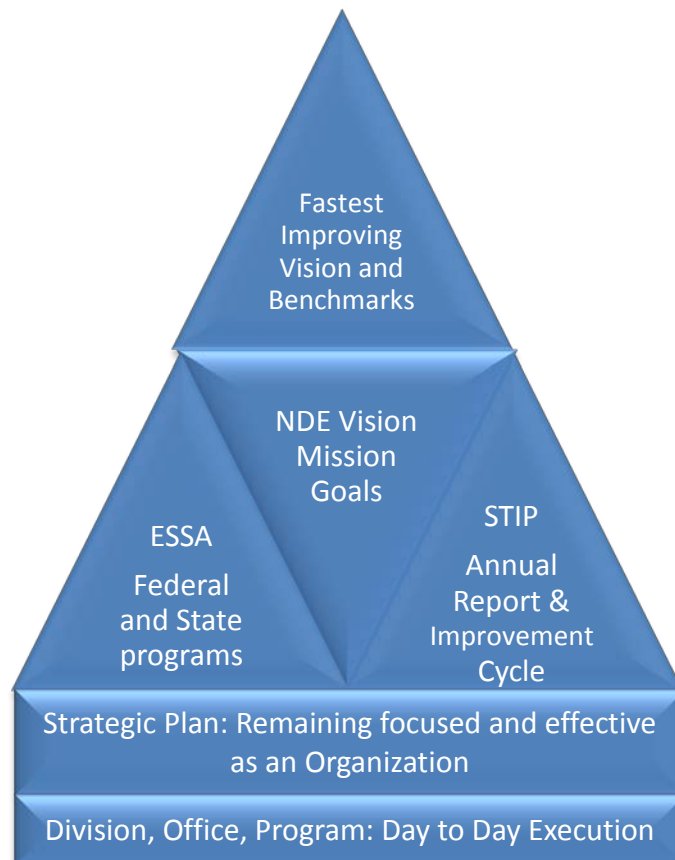 Fastest
Improving
Vision and
Benchmarks
NDE Vision
Mission
Goals
ESSA
Federal
and State
programs
STIP
Annual
Report &
Improvement
Cycle
Strategic Plan: Remaining focused and effective
as an Organization
Division, Office, Program: Day to Day Execution